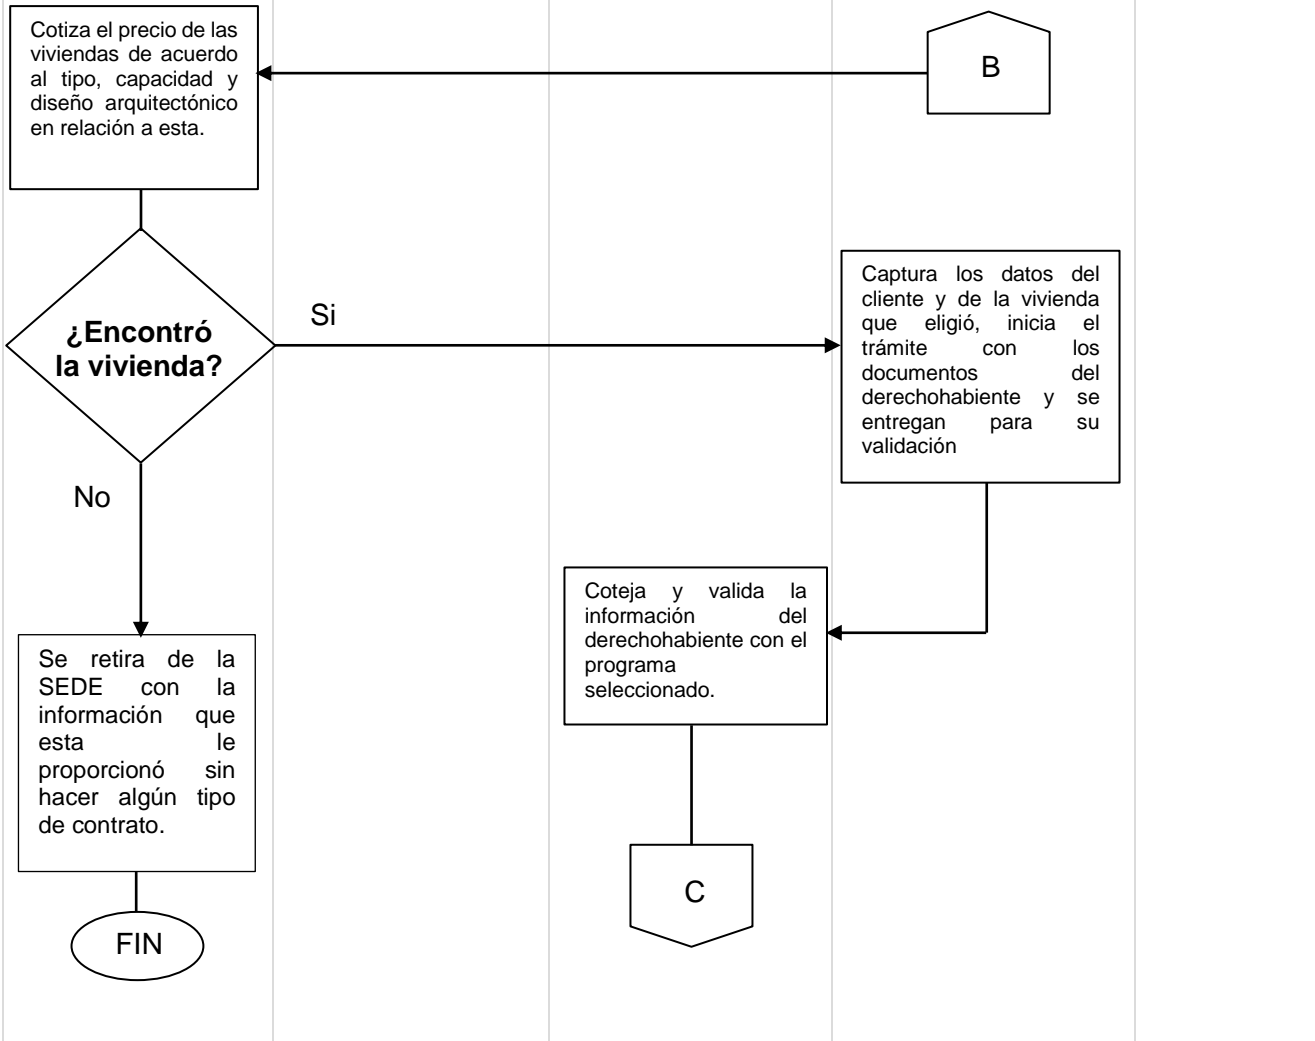 Cotiza el precio de las
viviendas de acuerdo
al tipo, capacidad y
diseño arquitectónico
en relación a esta.
B
¿Encontró
la vivienda?
Si
Captura los datos del
cliente y de la vivienda
que eligió, inicia el
trámite con los
documentos del
derechohabiente y se
entregan para su
validación
No
Coteja y valida la
información del
derechohabiente con el
programa
seleccionado.
Se retira de la
SEDE con la
información que
esta le
proporcionó sin
hacer algún tipo
de contrato.
C
FIN